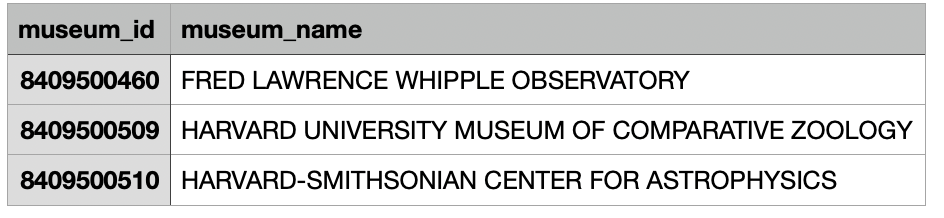 museum_id museum_name
8409500460 FRED LAWRENCE WHIPPLE OBSERVATORY
8409500509 HARVARD UNIVERSITY MUSEUM OF COMPARATIVE ZOOLOGY
8409500510 HARVARD-SMITHSONIAN CENTER FOR ASTROPHYSICS